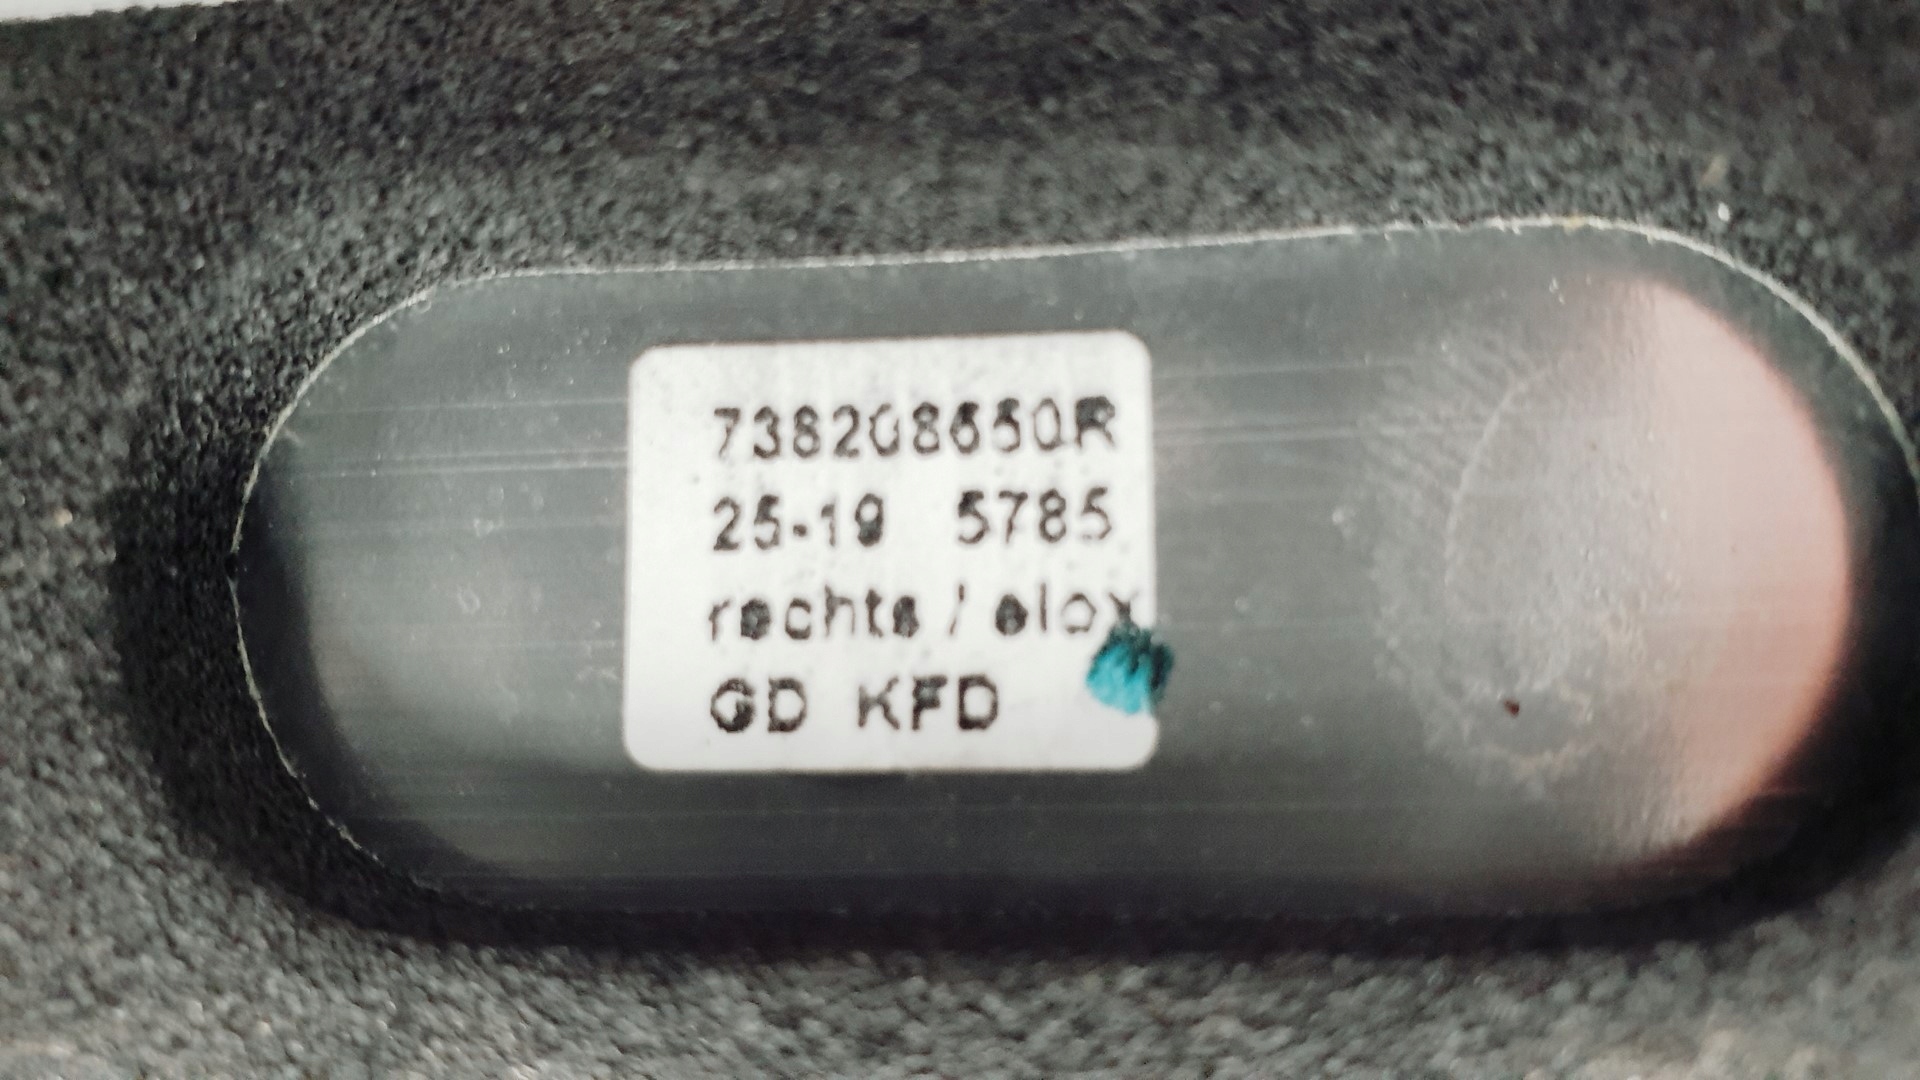 738208650R
25-19 5785
rechts / elox
GD KFD